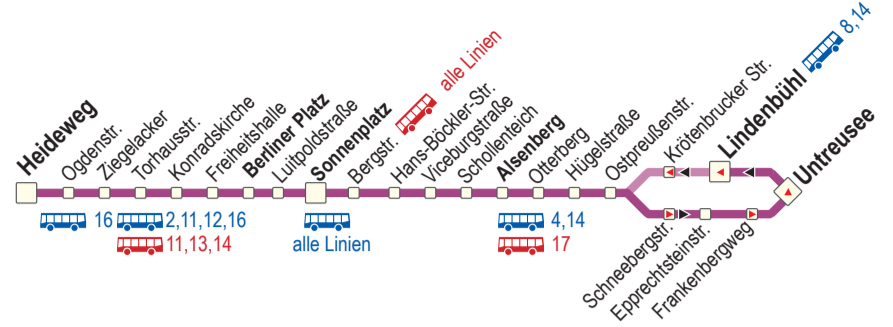 Heideweg
Ogdenstr.
Ziegelacker
Torhausstr.
Konradskirche
Freiheitshalle
Berliner Platz
Luitpoldstraße
Sonnenplatz
Bergstr.
alle Linien
Hans-Böckler-Str.
Viceburgstraße
Schollenteich
Alsenberg
Otterberg
Hügelstraße
Ostpreußenstr.
Krötenbrucker Str.
Lindenbühl
8,14
Untreusee
Schneebergstr.
Epprechtsteinstr.
Frankenbergweg
16
2,11,12,16
11,13,14
alle Linien
4,14
17